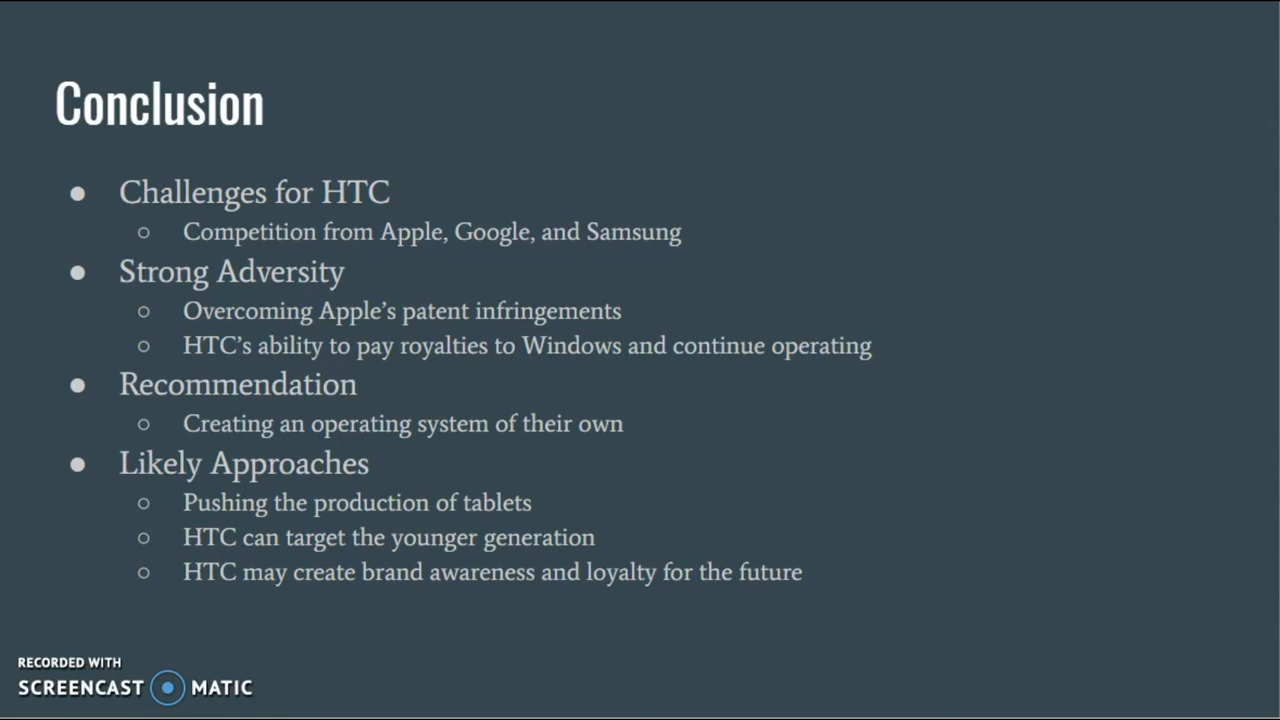 Conclusion
● Challenges for HTC
○ Competition from Apple, Google, and Samsung
● Strong Adversity
○ Overcoming Apple’s patent infringements
○ HTC’s ability to pay royalties to Windows and continue operating
● Recommendation
○ Creating an operating system of their own
● Likely Approaches
○ Pushing the production of tablets
○ HTC can target the younger generation
○ HTC may create brand awareness and loyalty for the future
RECORDED WITH
SCREENCAST MATIC